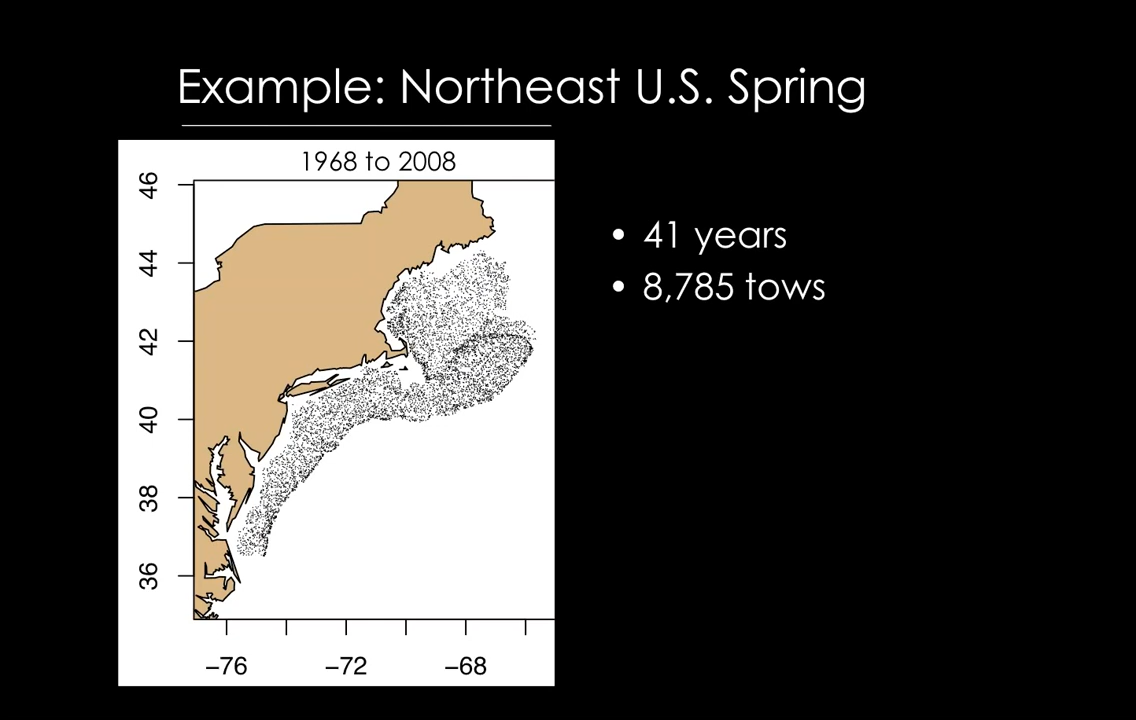 Example: Northeast U.S. Spring
1968 to 2008
46
44
42
40
38
36
−76
−72
−68
• 41 years
• 8,785 tows